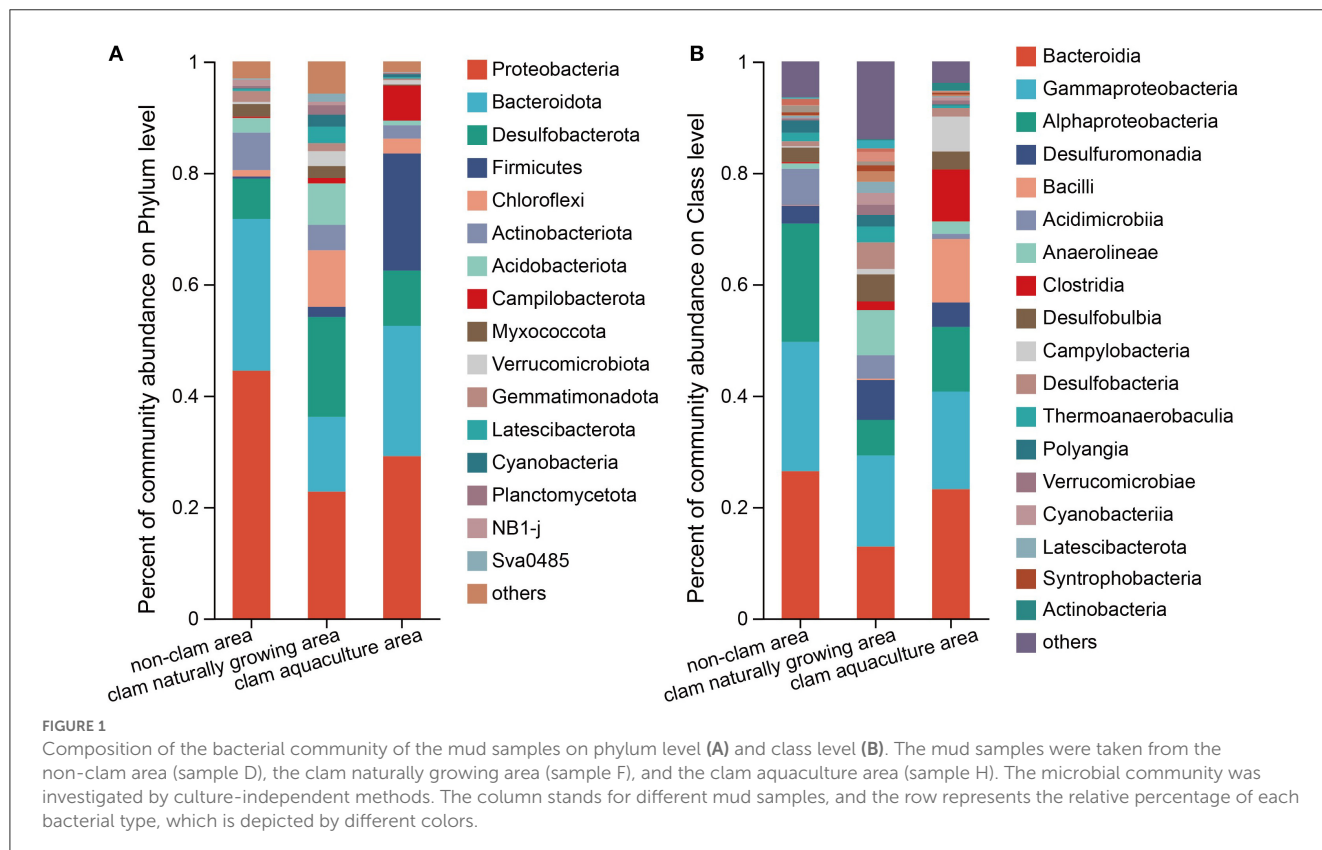 A
Percent of community abundance on Phylum level
1
0.8
0.6
0.4
0.2
0
non-clam area
clam naturally growing area
clam aquaculture area
Proteobacteria
Bacteroidota
Desulfobacterota
Firmicutes
Chloroflexi
Actinobacteriota
Acidobacteriota
Campilobacterota
Myxococcota
Verrucomicrobiota
Gemmatimonadota
Latescibacterota
Cyanobacteria
Planctomycetota
NB1-j
Sva0485
others
B
Percent of community abundance on Class level
1
0.8
0.6
0.4
0.2
0
non-clam area
clam naturally growing area
clam aquaculture area
Bacteroidia
Gammaproteobacteria
Alphaproteobacteria
Desulfuromonadia
Bacilli
Acidimicrobiia
Anaerolineae
Clostridia
Desulfobulbia
Campylobacteria
Desulfobacteria
Thermoanaerobaculia
Polyangia
Verrucomicrobiae
Cyanobacteriia
Latescibacterota
Syntrophobacteria
Actinobacteria
others
FIGURE 1
Composition of the bacterial community of the mud samples on phylum level (A) and class level (B). The mud samples were taken from the
non-clam area (sample D), the clam naturally growing area (sample F), and the clam aquaculture area (sample H). The microbial community was
investigated by culture-independent methods. The column stands for different mud samples, and the row represents the relative percentage of each
bacterial type, which is depicted by different colors.